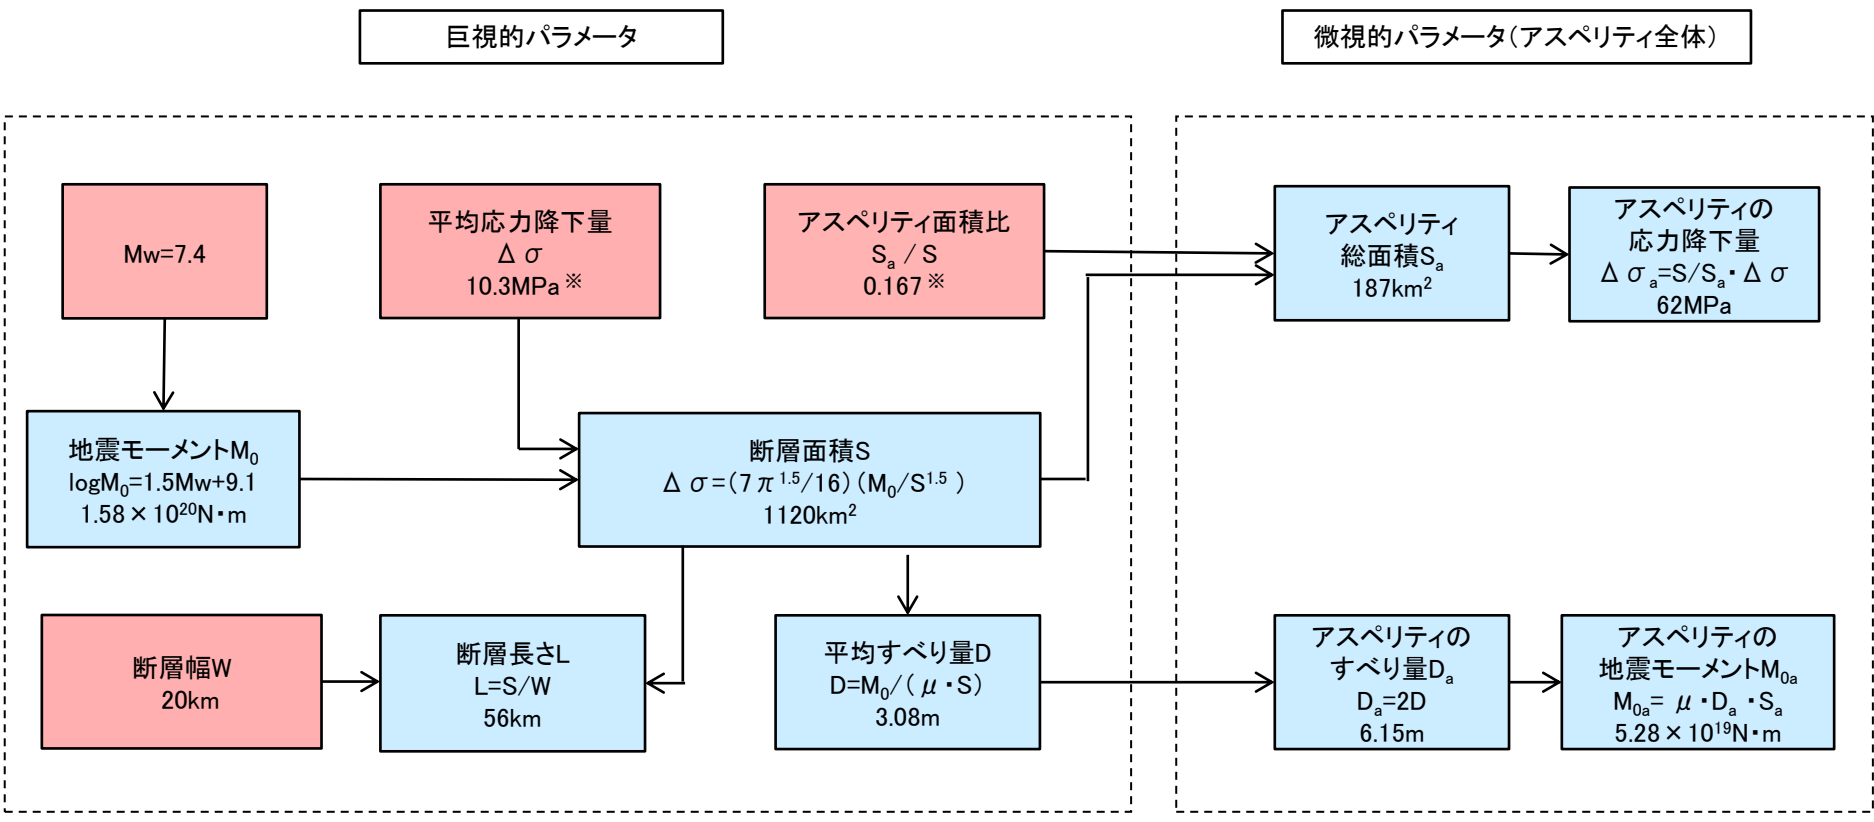 巨視的パラメータ
微視的パラメータ(アスペリティ全体)
Mw=7.4
平均応力降下量
Δσ
10.3MPa※
アスペリティ面積比
Sa / S
0.167※
アスペリティ
総面積Sa
187km²
アスペリティの
応力降下量
Δσa=S/Sa・Δσ
62MPa
地震モーメントM₀
logM₀=1.5Mw+9.1
1.58×10²⁰N・m
断層面積S
Δσ=(7π¹·⁵/16)(M₀/S¹·⁵)
1120km²
断層幅W
20km
断層長さL
L=S/W
56km
平均すべり量D
D=M₀/(μ・S)
3.08m
アスペリティの
すべり量Da
Da=2D
6.15m
アスペリティの
地震モーメントM₀a
M₀a= μ・Da・Sa
5.28×10¹⁹N・m